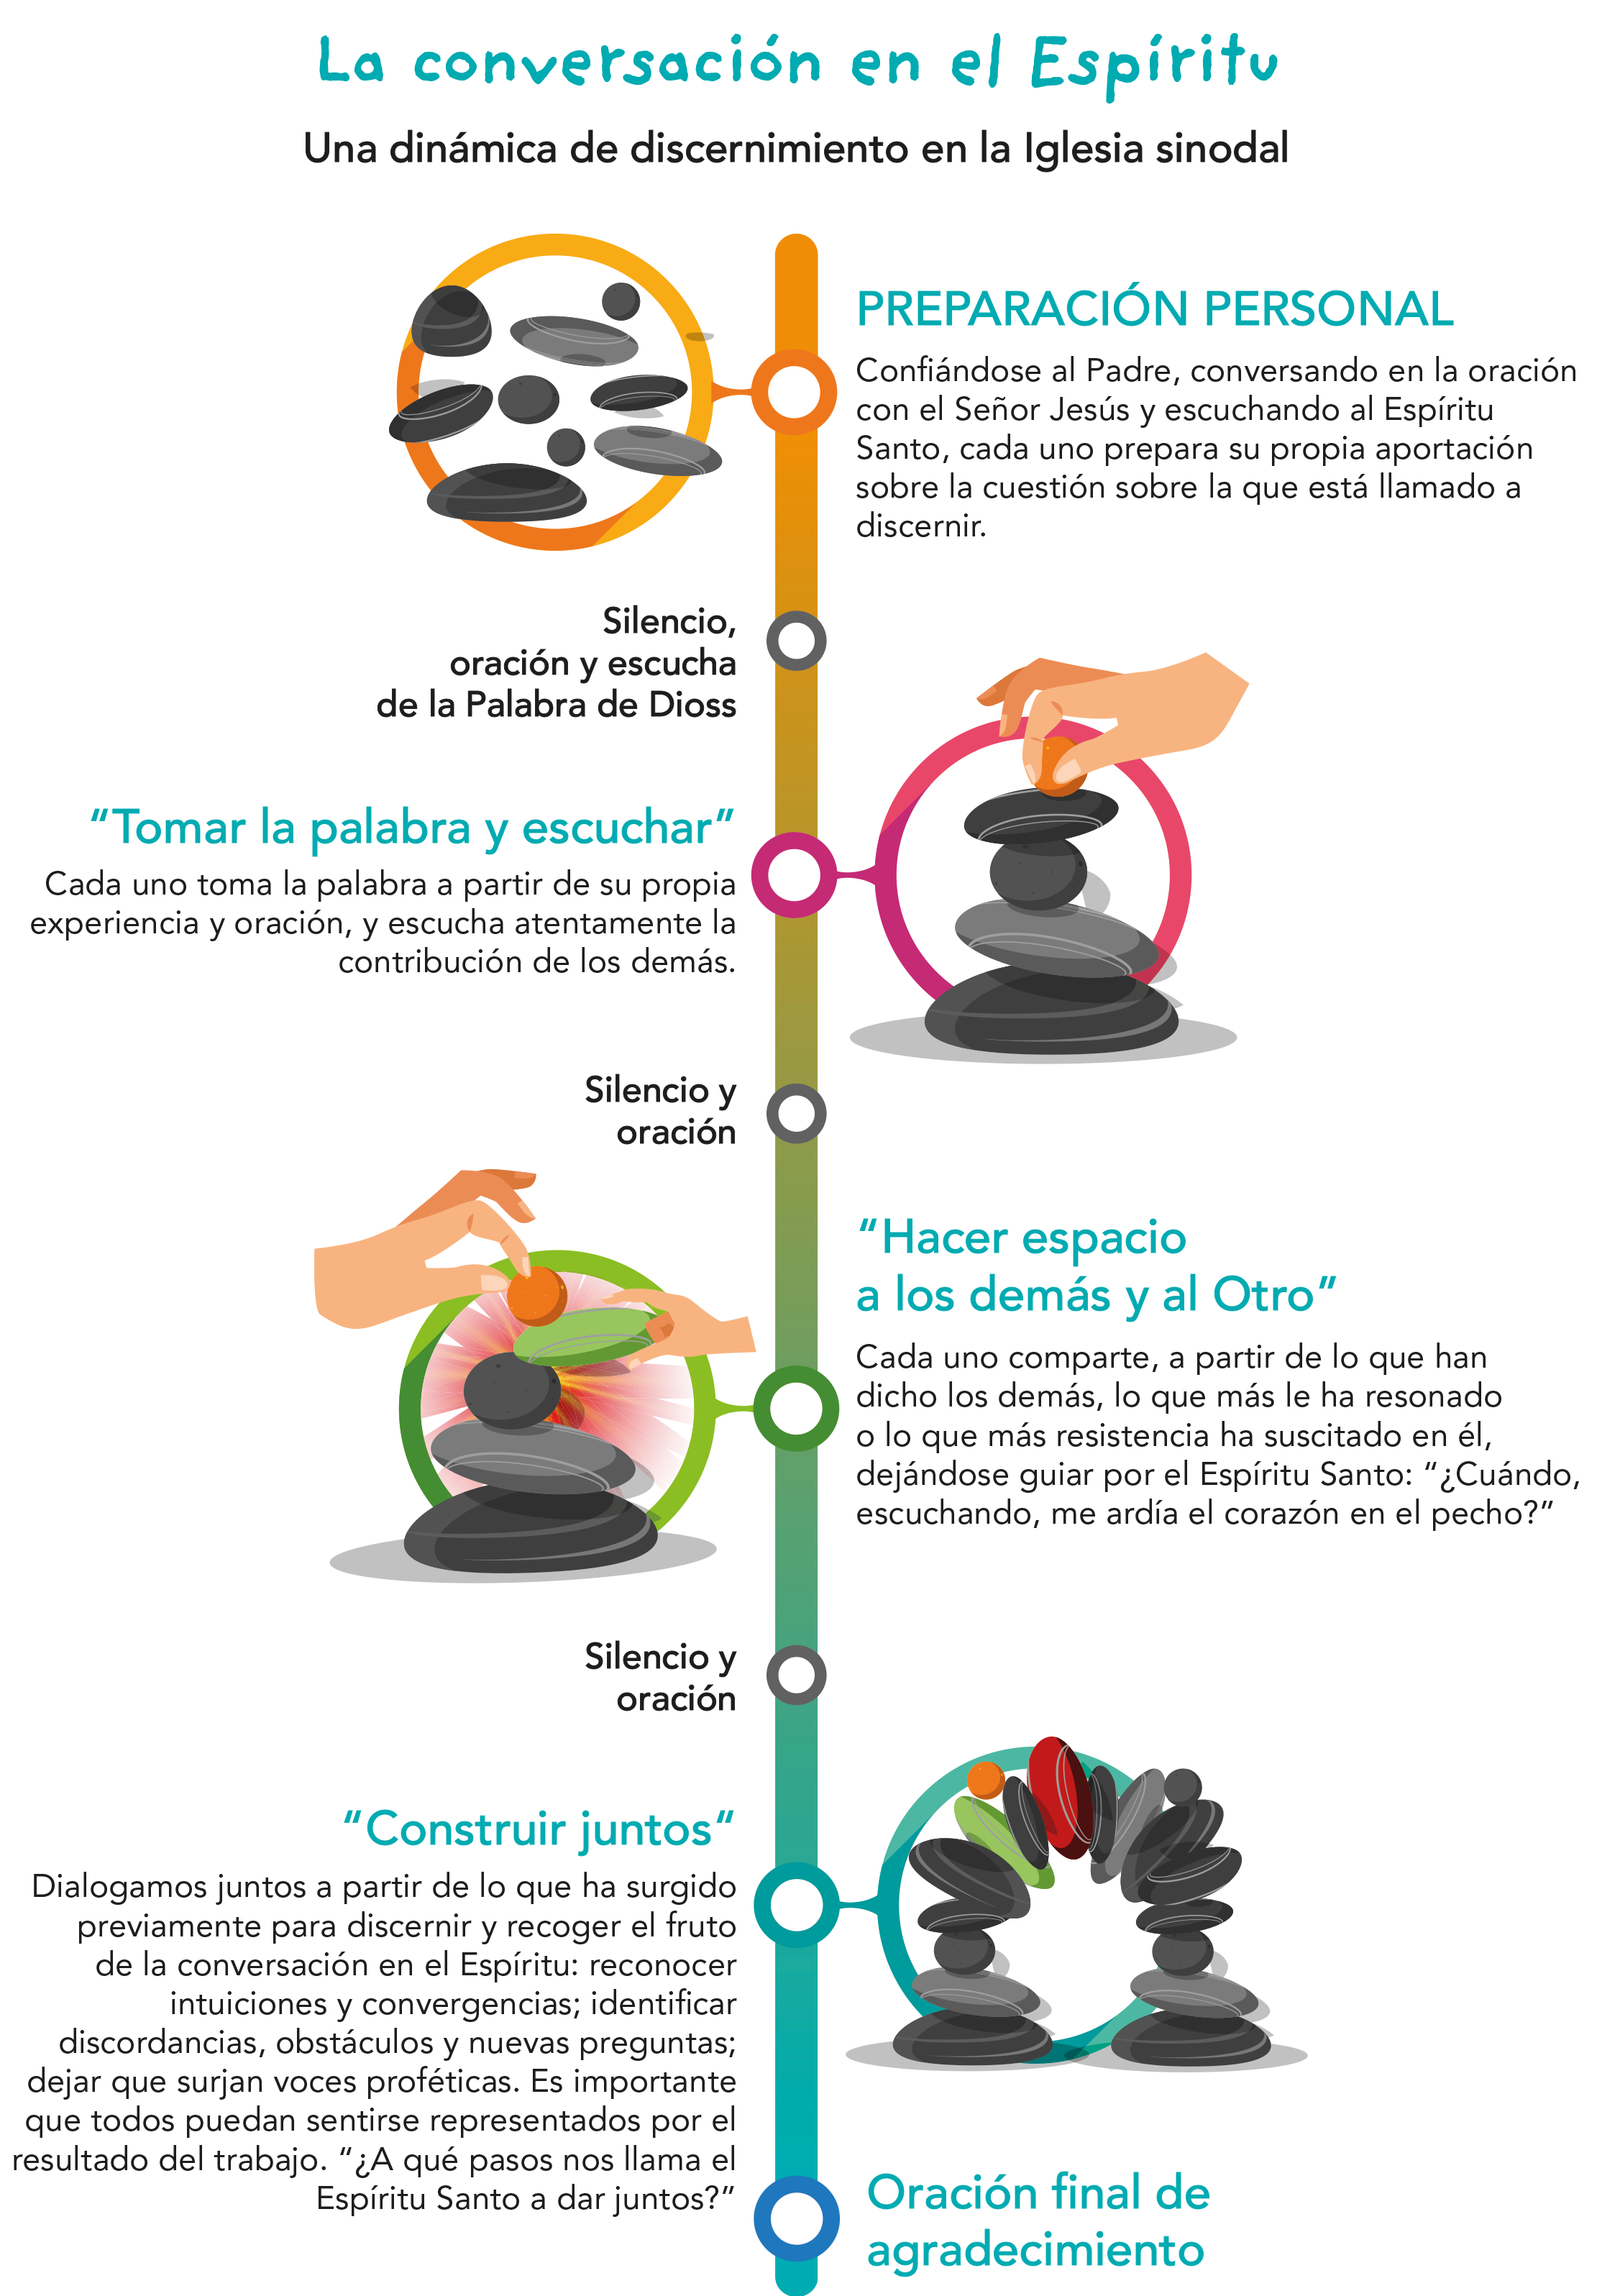 La conversación en el Espíritu
Una dinámica de discernimiento en la Iglesia sinodal
PREPARACIÓN PERSONAL
Confiándose al Padre, conversando en la oración
con el Señor Jesús y escuchando al Espíritu
Santo, cada uno prepara su propia aportación
sobre la cuestión sobre la que está llamado a
discernir.
Silencio,
oración y escucha
de la Palabra de Dioss
“Tomar la palabra y escuchar”
Cada uno toma la palabra a partir de su propia
experiencia y oración, y escucha atentamente la
contribución de los demás.
Silencio y
oración
“Hacer espacio
a los demás y al Otro”
Cada uno comparte, a partir de lo que han
dicho los demás, lo que más le ha resonado
o lo que más resistencia ha suscitado en él,
dejándose guiar por el Espíritu Santo: “¿Cuándo,
escuchando, me ardía el corazón en el pecho?”
Silencio y
oración
“Construir juntos“
Dialogamos juntos a partir de lo que ha surgido
previamente para discernir y recoger el fruto
de la conversación en el Espíritu: reconocer
intuiciones y convergencias; identificar
discordancias, obstáculos y nuevas preguntas;
dejar que surjan voces proféticas. Es importante
que todos puedan sentirse representados por el
resultado del trabajo. “¿A qué pasos nos llama el
Espíritu Santo a dar juntos?”
Oración final de
agradecimiento